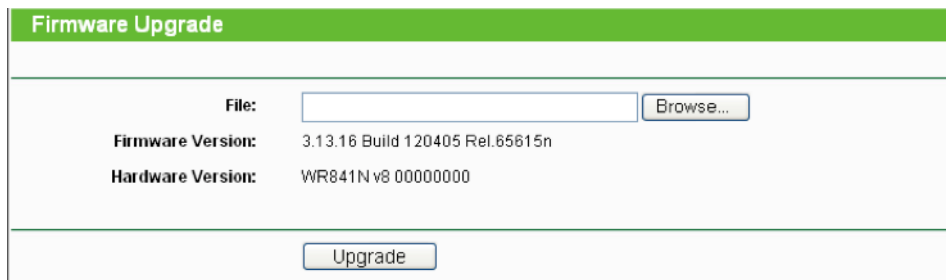 Firmware Upgrade
File:
Browse...
Firmware Version: 3.13.16 Build 120405 Rel.65615n
Hardware Version: WR841N v8 00000000
Upgrade